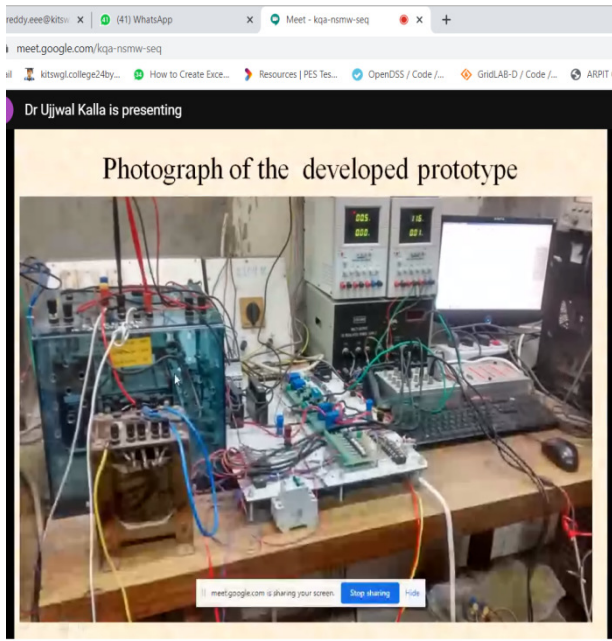 reddy.eee@kitsw
41
(41) WhatsApp
Meet - kqa-nsmw-seq
meet.google.com/kqa-nsmw-seq
ail
kitswgl.college24by...
How to Create Exce...
Resources | PES Tes...
OpenDSS / Code /...
GridLAB-D / Code /...
ARPIT
Dr Ujjwal Kalla is presenting
Photograph of the developed prototype
meet.google.com is sharing your screen.
Stop sharing
Hide